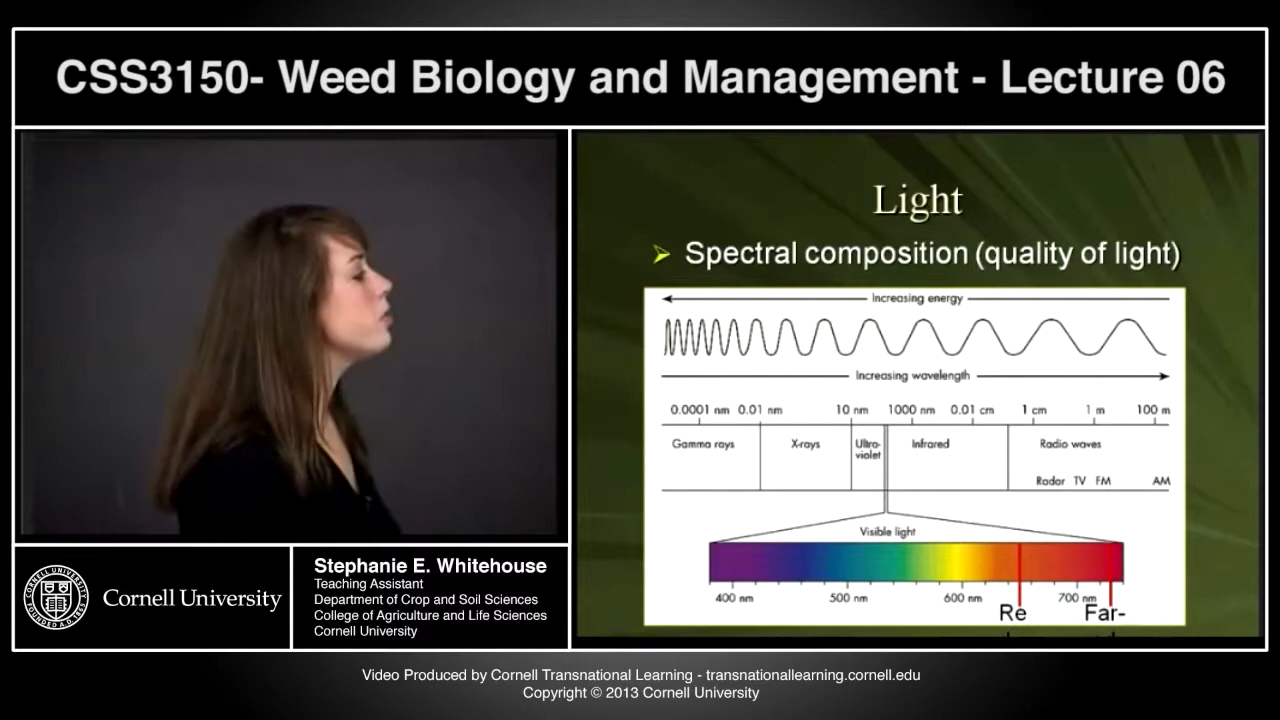 CSS3150- Weed Biology and Management - Lecture 06
Light
Spectral composition (quality of light)
Increasing energy
Increasing wavelength
0.0001 nm 0.01 nm 10 nm 1000 nm 0.01 cm 1 cm 1 m 100 m
Gamma rays X-rays Ultra- Infrared Radio waves
violet
Radar TV FM AM
Visible light
400 nm 500 nm 600 nm 700 nm
Re Far-
Cornell University
Stephanie E. Whitehouse
Teaching Assistant
Department of Crop and Soil Sciences
College of Agriculture and Life Sciences
Cornell University
Video Produced by Cornell Transnational Learning - transnationallearning.cornell.edu
Copyright © 2013 Cornell University